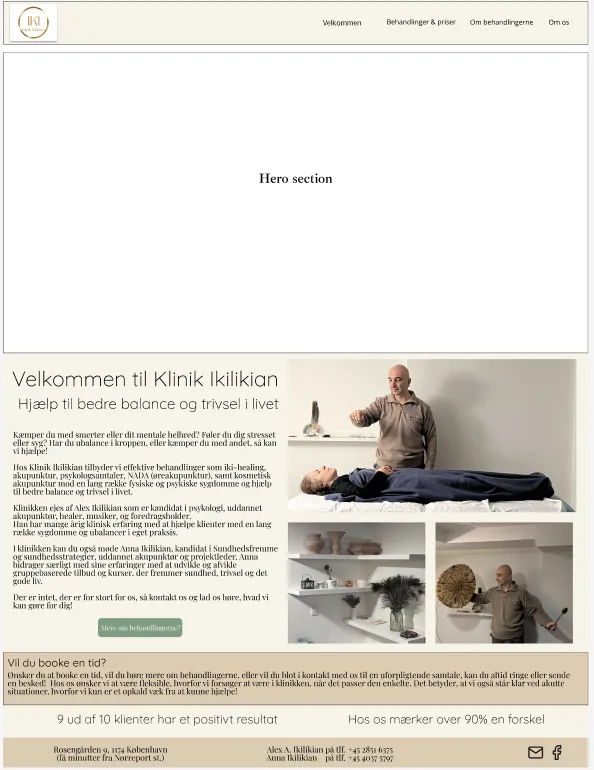 IKI
Velkommen
Behandlinger & priser
Om behandlingerne
Om os
Hero section
Velkommen til Klinik Ikilikian
Hjælp til bedre balance og trivsel i livet
Kæmper du med smerter eller dit mentale helbred? Føler du dig stresset
eller syg? Har du ubalance i kroppen, eller kæmper du med andet, så kan
vi hjælpe!
Hos Klinik Ikilikian tilbyder vi effektive behandlinger som iki-healing,
akupunktur, psykologsamtaler, NADA (øreakupunktur), samt kosmetisk
akupunktur mod en lang række fysiske og psykiske sygdomme og hjælp
til bedre balance og trivsel i livet.
Klinikken ejes af Alex Ikilikian som er kandidat i psykologi, uddannet
akupunktør, healer, musiker, og foredragsholder.
Han har mange årig klinisk erfaring med at hjælpe klienter med en lang
række sygdomme og ubalancer i eget praksis.
I klinikken kan du også møde Anna Ikilikian, kandidat i Sundhedsfremme
og sundhedsstrategier, uddannet akupunktør og projektleder. Anna
bidrager særligt med sine erfaringer med at udvikle og afvikle
gruppebaserede tilbud og kurser, der fremmer sundhed, trivsel og det
gode liv.
Der er intet, der er for stort for os, så kontakt os og lad os høre, hvad vi
kan gøre for dig!
Mere om behandlingerne?
Vil du booke en tid?
Ønsker du at booke en tid, vil du høre mere om behandlingerne, eller vil du blot i contakt med os til en uforpligtende samtale, kan du altid ringe eller sende
en besked! Hos os ønsker vi at være fleksible, hvorfor vi forsøger at være i klinikken, når det passer den enkelte. Det betyder, at vi også står klar ved akutte
situationer, hvorfor vi kun er et opkald væk fra at kunne hjælpe!
9 ud af 10 klienter har et positivt resultat
Hos os mærker over 90% en forskel
Rosengården 9, 1174 København
(få minutter fra Nørreport st.)
Alex A. Ikilikian på tlf. +45 2851 6375
Anna Ikilikian på tlf. +45 4037 5797